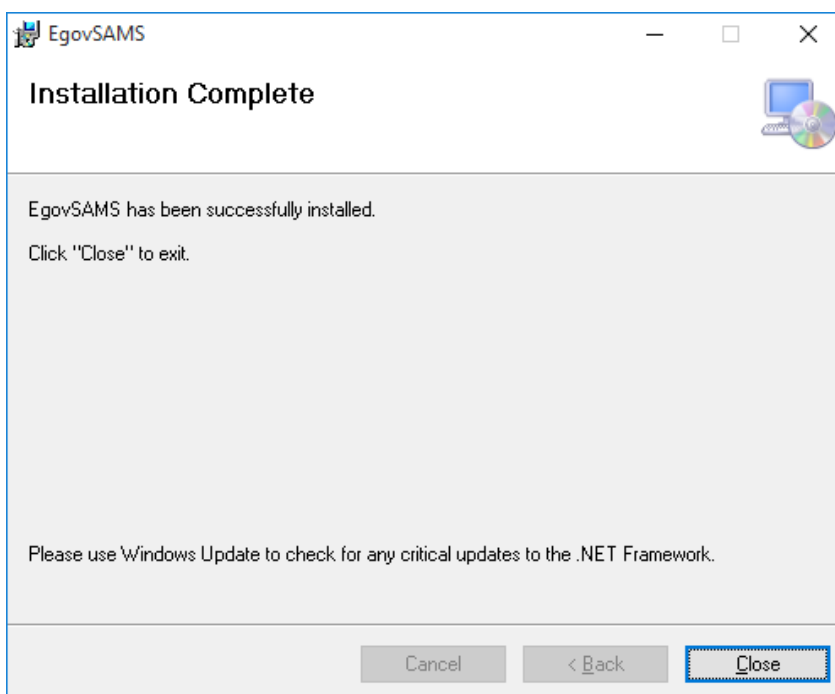 EgovSAMS
Installation Complete
EgovSAMS has been successfully installed.
Click "Close" to exit.
Please use Windows Update to check for any critical updates to the .NET Framework.
Cancel
< Back
Close